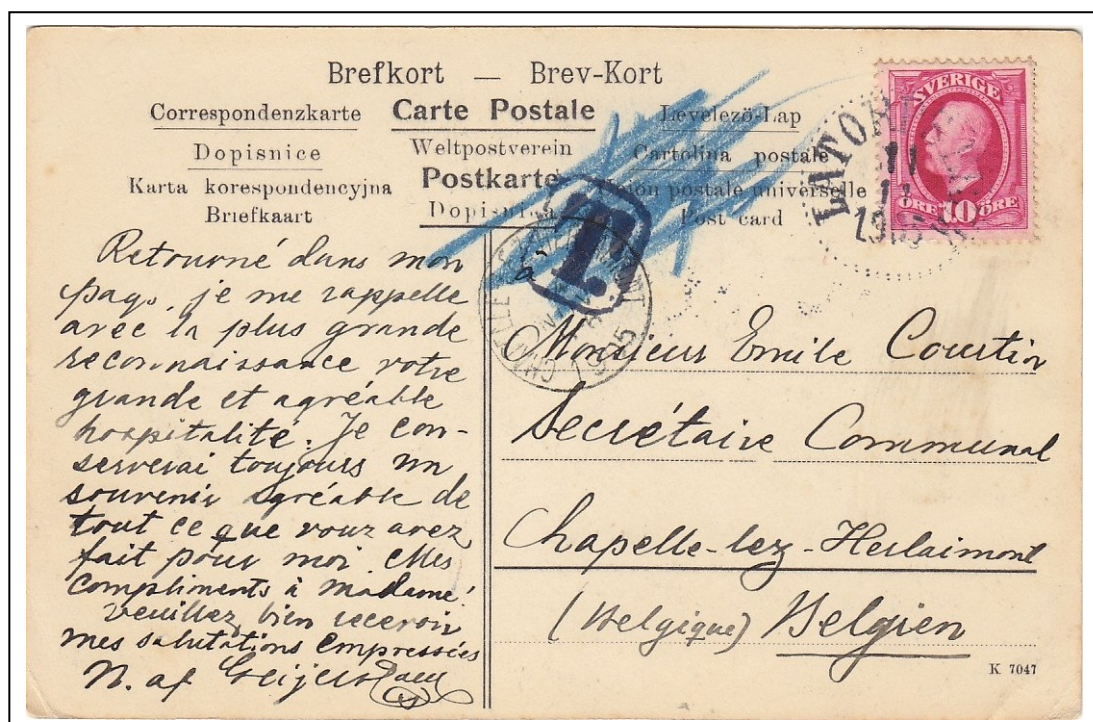 Brefkort — Brev-Kort
Correspondenzkarte Carte Postale Levelezö-Lap
Dopisnice Weltpostverein Cartolina postale
Karta korespondencyjna Postkarte Union postale universelle
Briefkaart Dopisnica Post card
SVERIGE
10
ÖRE ÖRE
T.
1905
Retourné dans mon
pays, je me rappelle
avec la plus grande
reconnaissance votre
grande et agréable
hospitalité. Je con-
serverai toujours un
souvenir agréable de
tout ce que vous avez
fait pour moi. Mes
compliments à madame!
Veuillez bien recevoir
mes salutations empressées
N. af
Monsieur Emile Courtin
Secrétaire Communal
Chapelle-lez-Herlaimont
(Belgique) Belgien
K 7047